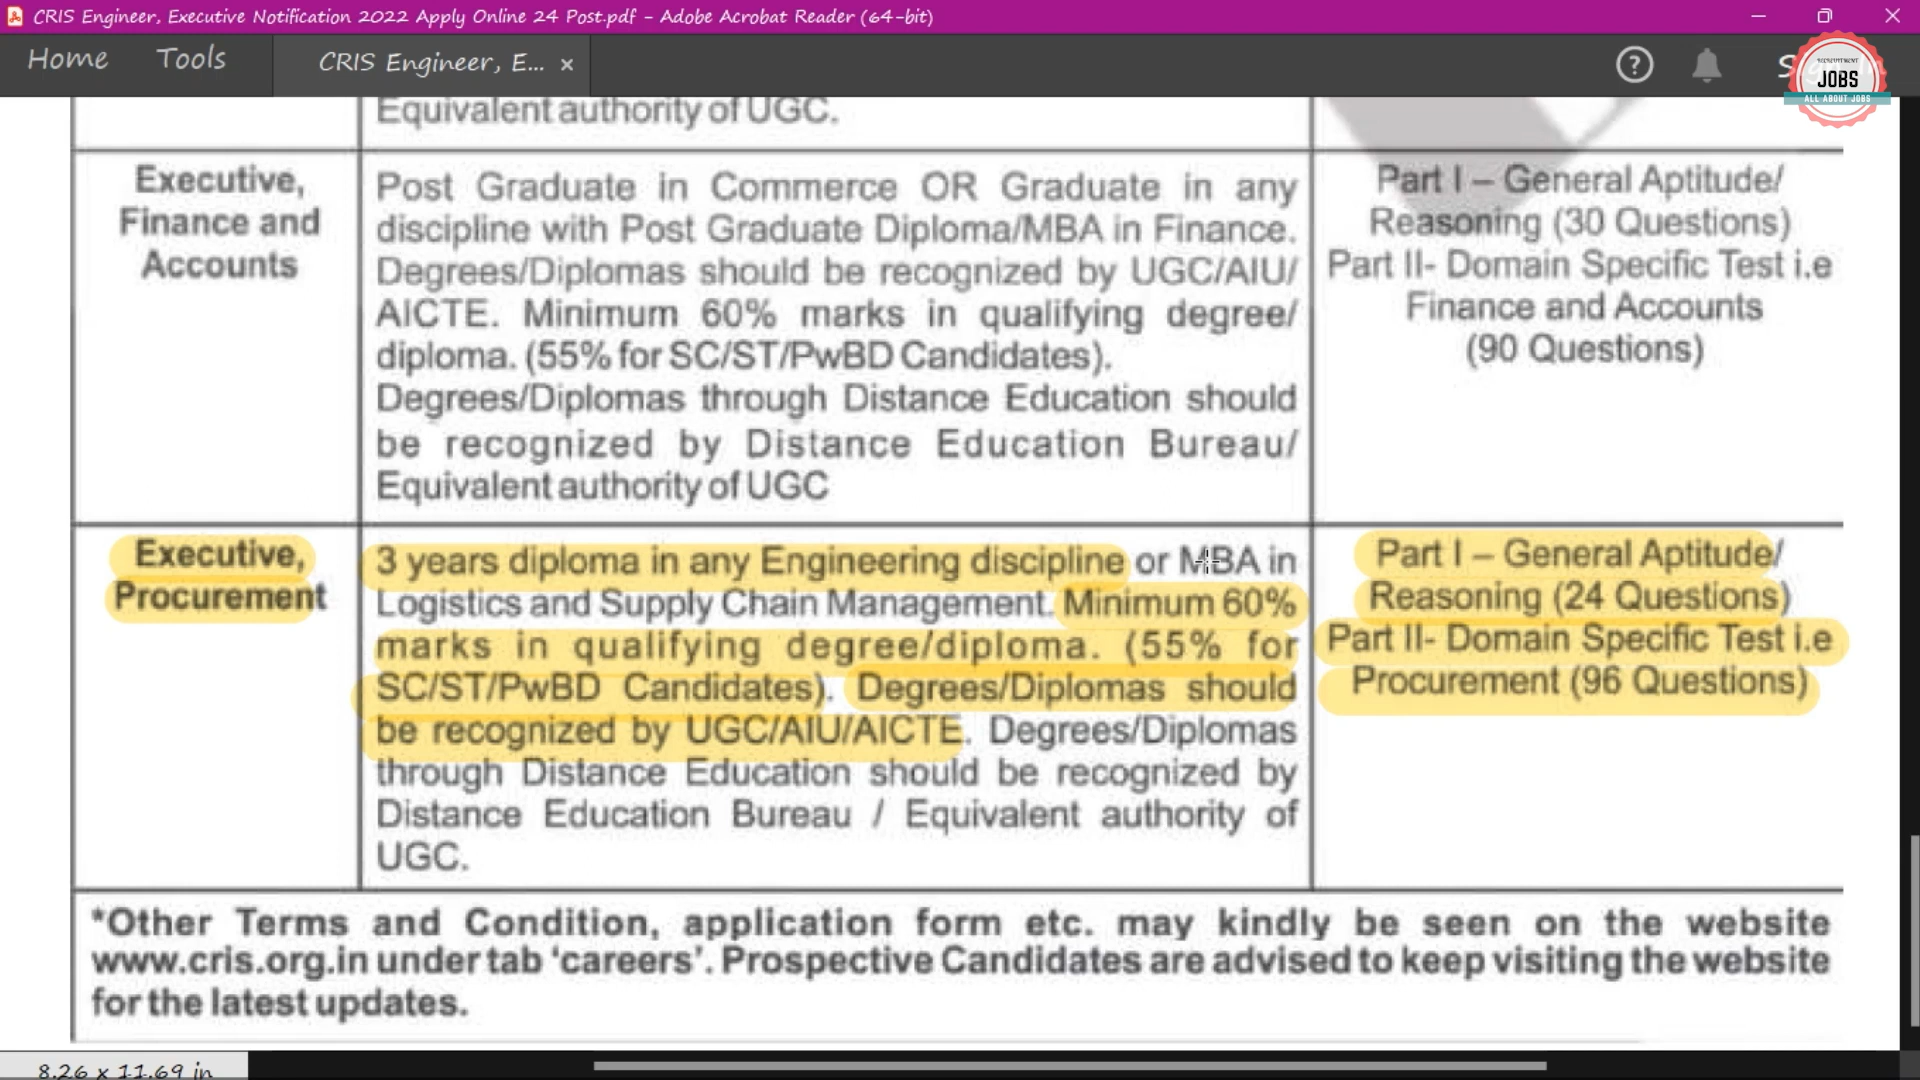 CRIS Engineer, Executive Notification 2022 Apply Online 24 Post.pdf - Adobe Acrobat Reader (64-bit)
Home Tools CRIS Engineer, E... ×
RECRUITMENT
JOBS
ALL ABOUT JOBS
Equivalent authority of UGC.
Executive,
Finance and
Accounts
Post Graduate in Commerce OR Graduate in any
discipline with Post Graduate Diploma/MBA in Finance.
Degrees/Diplomas should be recognized by UGC/AIU/
AICTE. Minimum 60% marks in qualifying degree/
diploma. (55% for SC/ST/PwBD Candidates).
Degrees/Diplomas through Distance Education should
be recognized by Distance Education Bureau/
Equivalent authority of UGC
Part I – General Aptitude/
Reasoning (30 Questions)
Part II- Domain Specific Test i.e
Finance and Accounts
(90 Questions)
Executive,
Procurement
3 years diploma in any Engineering discipline or MBA in
Logistics and Supply Chain Management. Minimum 60%
marks in qualifying degree/diploma. (55% for
SC/ST/PwBD Candidates). Degrees/Diplomas should
be recognized by UGC/AIU/AICTE. Degrees/Diplomas
through Distance Education should be recognized by
Distance Education Bureau / Equivalent authority of
UGC.
Part I – General Aptitude/
Reasoning (24 Questions)
Part II- Domain Specific Test i.e
Procurement (96 Questions)
*Other Terms and Condition, application form etc. may kindly be seen on the website
www.cris.org.in under tab ‘careers’. Prospective Candidates are advised to keep visiting the website
for the latest updates.
8.26 x 11.69 in